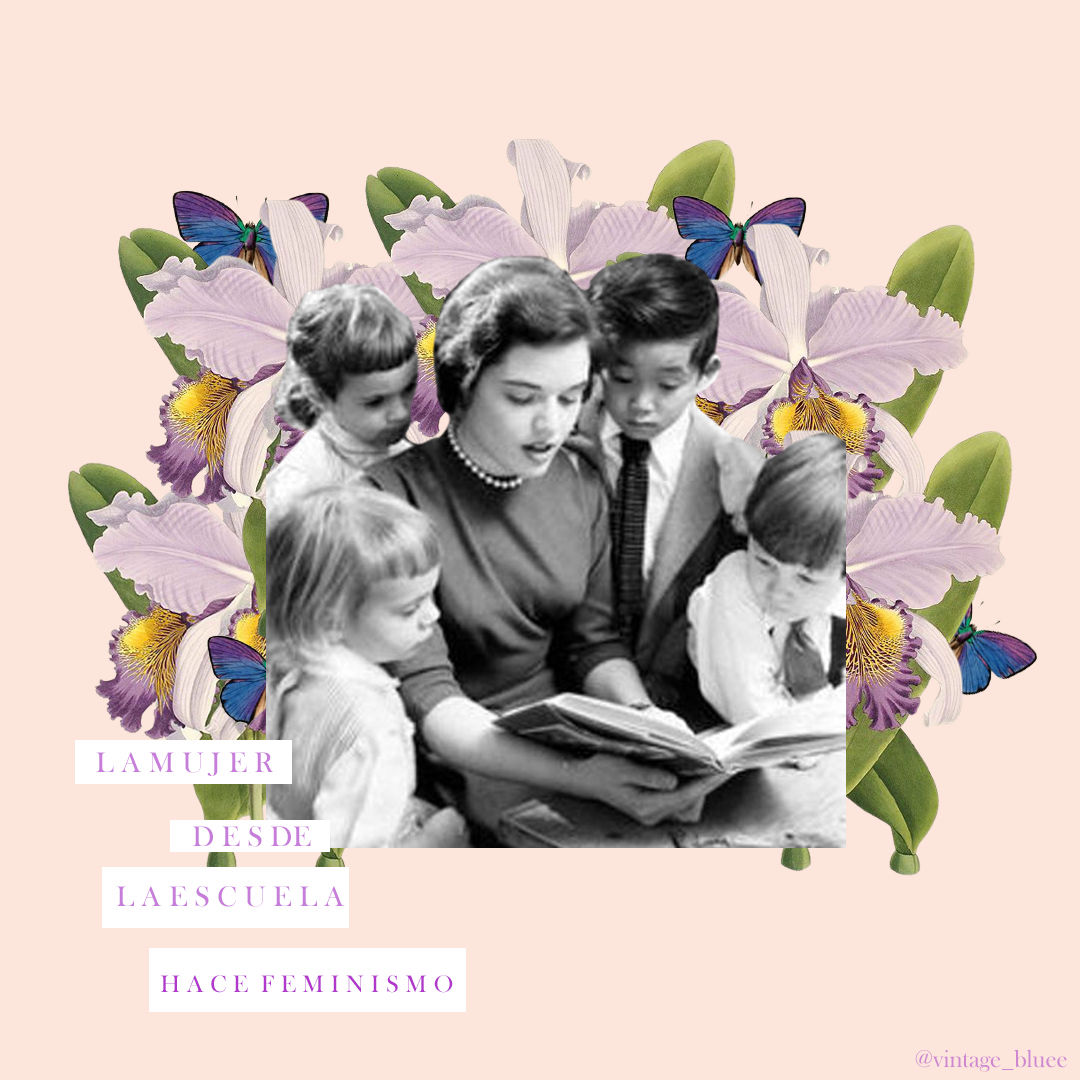 LA MUJER
DESDE
LA ESCUELA
HACE FEMINISMO
@vintage_bluee